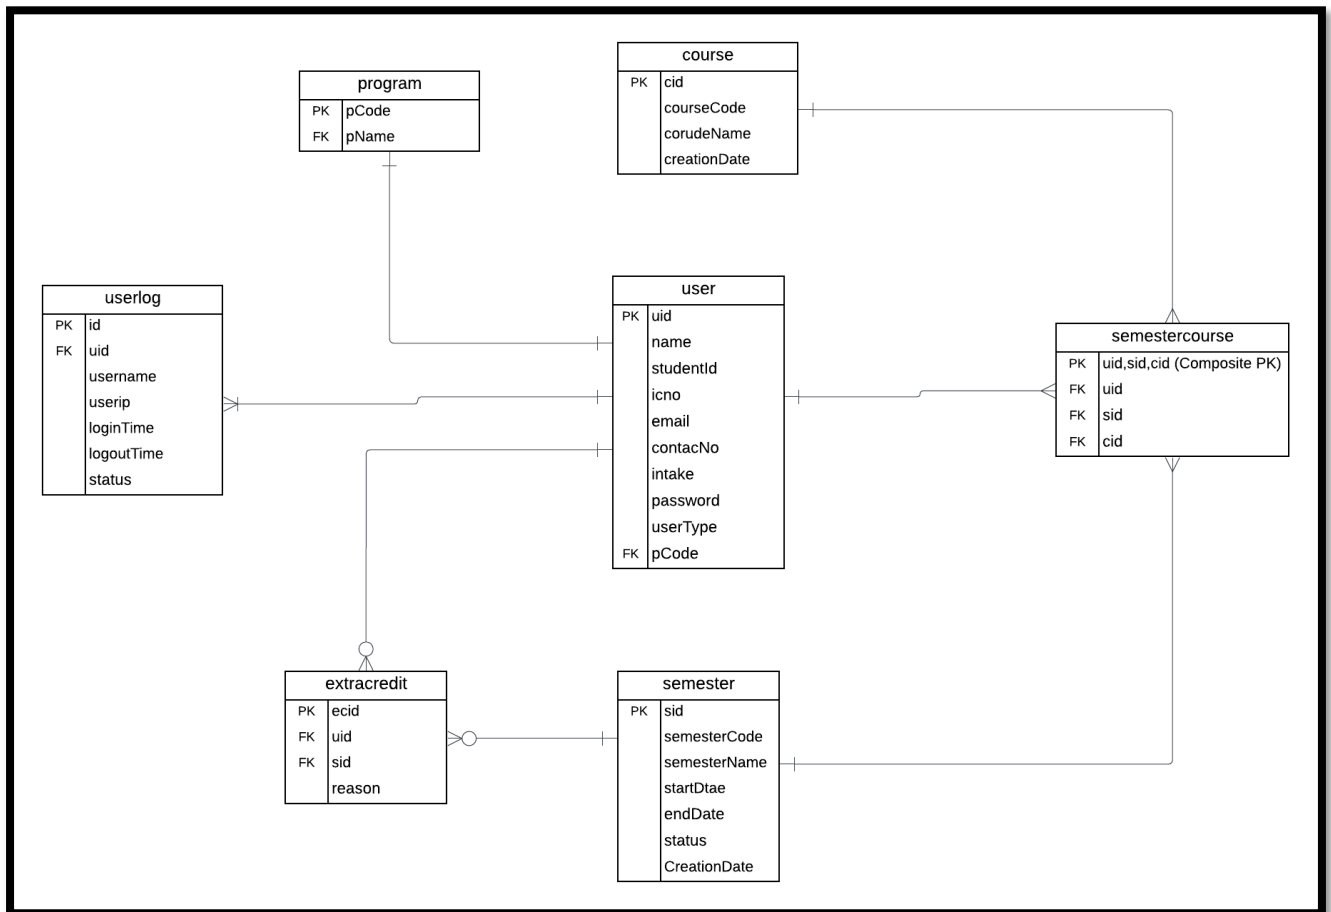 course
PK cid
courseCode
corudeName
creationDate
program
PK pCode
FK pName
userlog
PK id
FK uid
username
userip
loginTime
logoutTime
status
user
PK uid
name
studentId
icno
email
contacNo
intake
password
userType
FK pCode
semestercourse
PK uid,sid,cid (Composite PK)
FK uid
FK sid
FK cid
extracredit
PK ecid
FK uid
FK sid
reason
semester
PK sid
semesterCode
semesterName
startDtae
endDate
status
CreationDate